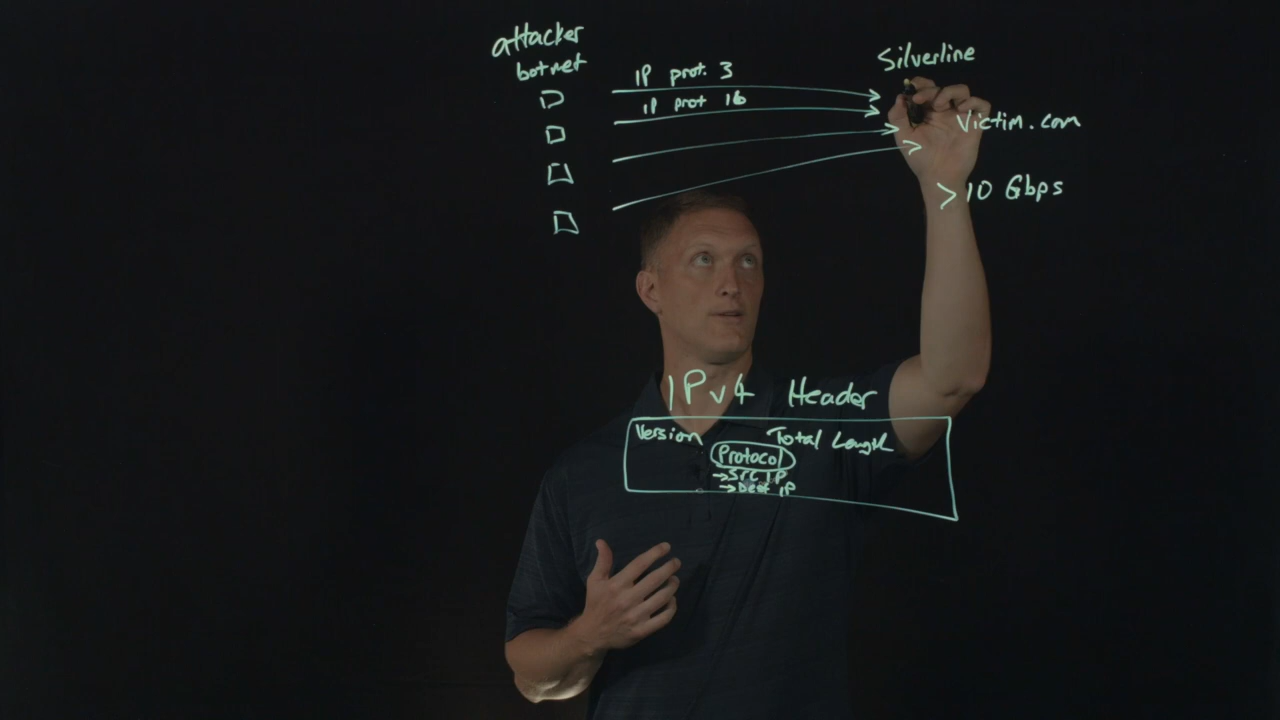 attacker
botnet
IP prot. 3
IP prot 16
Silverline
Victim.com
>10 Gbps
IPv4 Header
Version Total Length
Protocol
→Src IP
→Dest IP